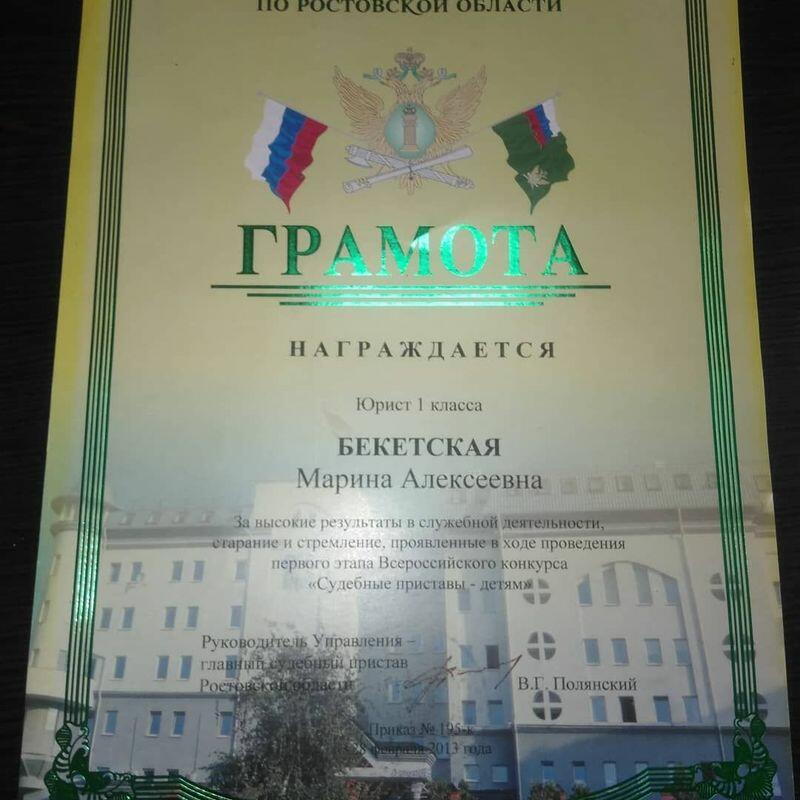 ПО РОСТОВСКОЙ ОБЛАСТИ
ГРАМОТА
НАГРАЖДАЕТСЯ
Юрист 1 класса
БЕКЕТСКАЯ
Марина Алексеевна
За высокие результаты в служебной деятельности,
старание и стремление, проявленные в ходе проведения
первого этапа Всероссийского конкурса
«Судебные приставы - детям»
Руководитель Управления –
главный судебный пристав
Ростовской области
В.Г. Полянский
Приказ № 195-к
28 февраля 2013 года